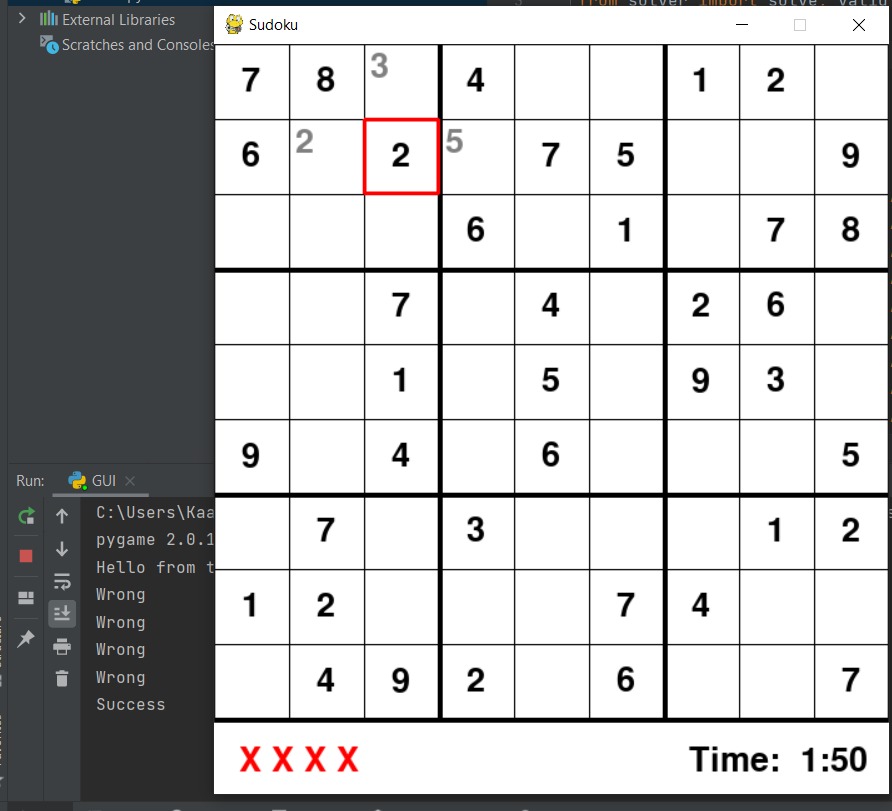 from solver import solve, valid
External Libraries
Scratches and Consoles
Sudoku
7 8 3 4 1 2
6 2 2 5 7 5 9
6 1 7 8
7 4 2 6
1 5 9 3
9 4 6 5
7 3 1 2
1 2 7 4
4 9 2 6 7
X X X X Time: 1:50
Run: GUI
C:\Users\Kaa
pygame 2.0.1
Hello from t
Wrong
Wrong
Wrong
Wrong
Success